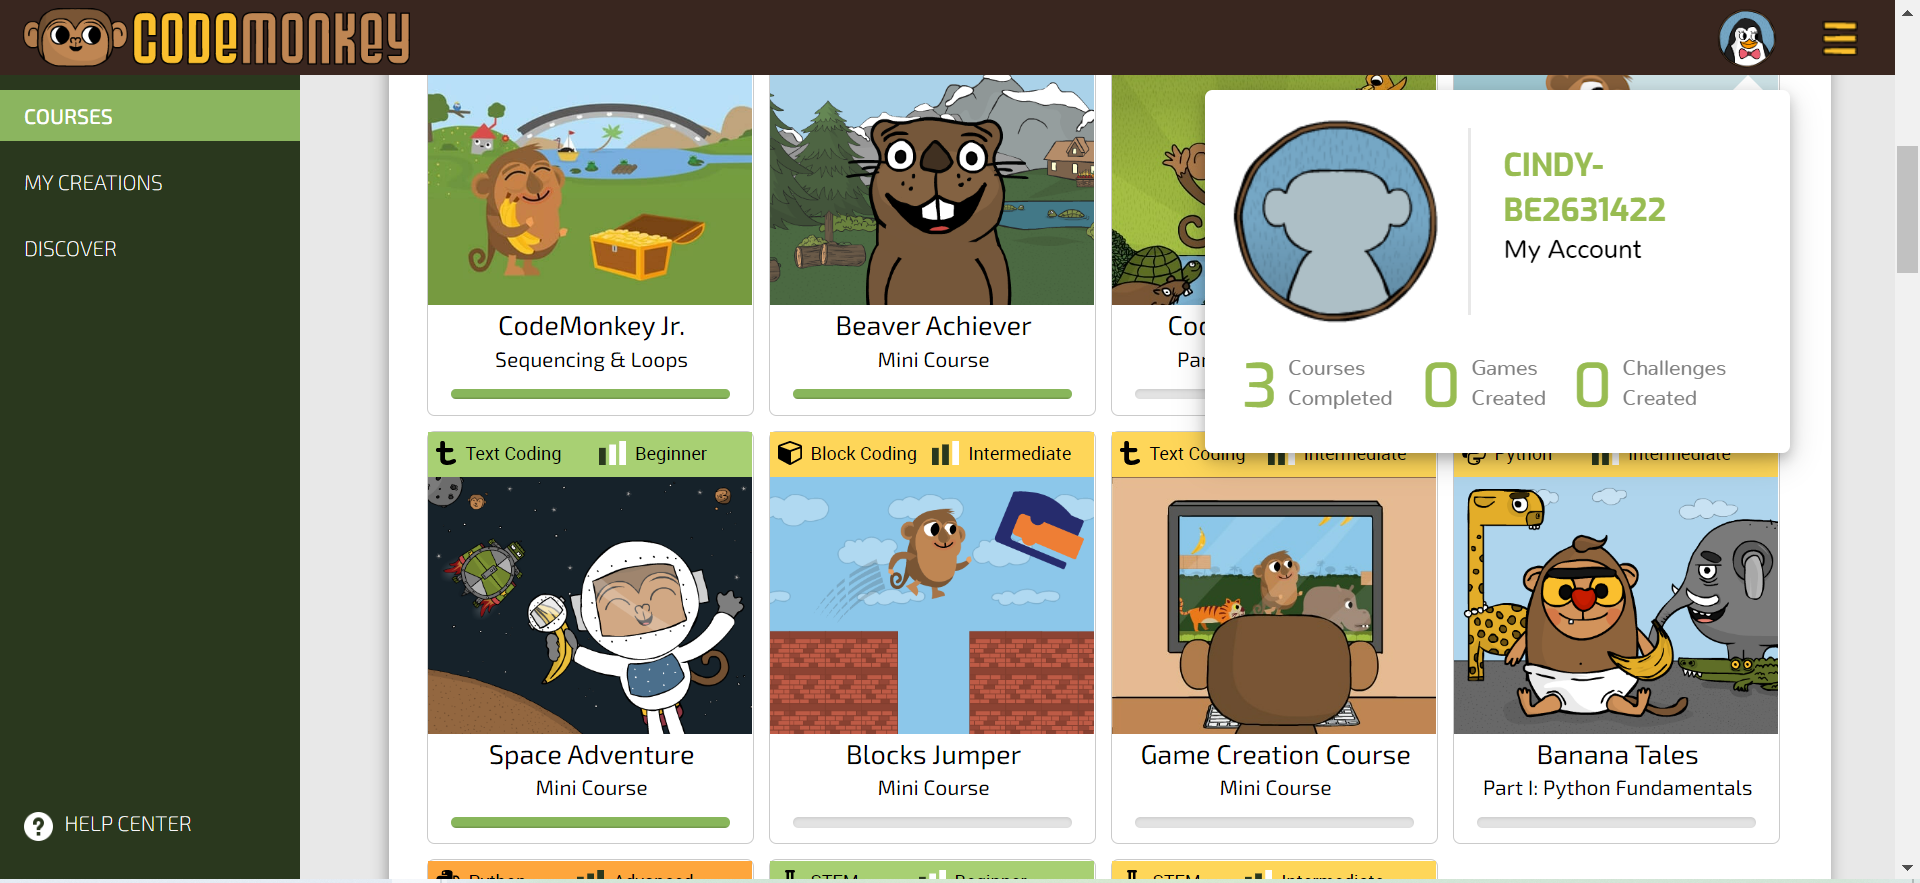 CODEMONKEY
COURSES
MY CREATIONS
DISCOVER
HELP CENTER
CodeMonkey Jr.
Sequencing & Loops
Beaver Achiever
Mini Course
CINDY-
BE2631422
My Account
3 Courses Completed
0 Games Created
0 Challenges Created
Text Coding Beginner
Space Adventure
Mini Course
Block Coding Intermediate
Blocks Jumper
Mini Course
Text Coding Intermediate
Game Creation Course
Mini Course
Python Intermediate
Banana Tales
Part I: Python Fundamentals
Python Advanced
STEM Beginner
STEM Intermediate